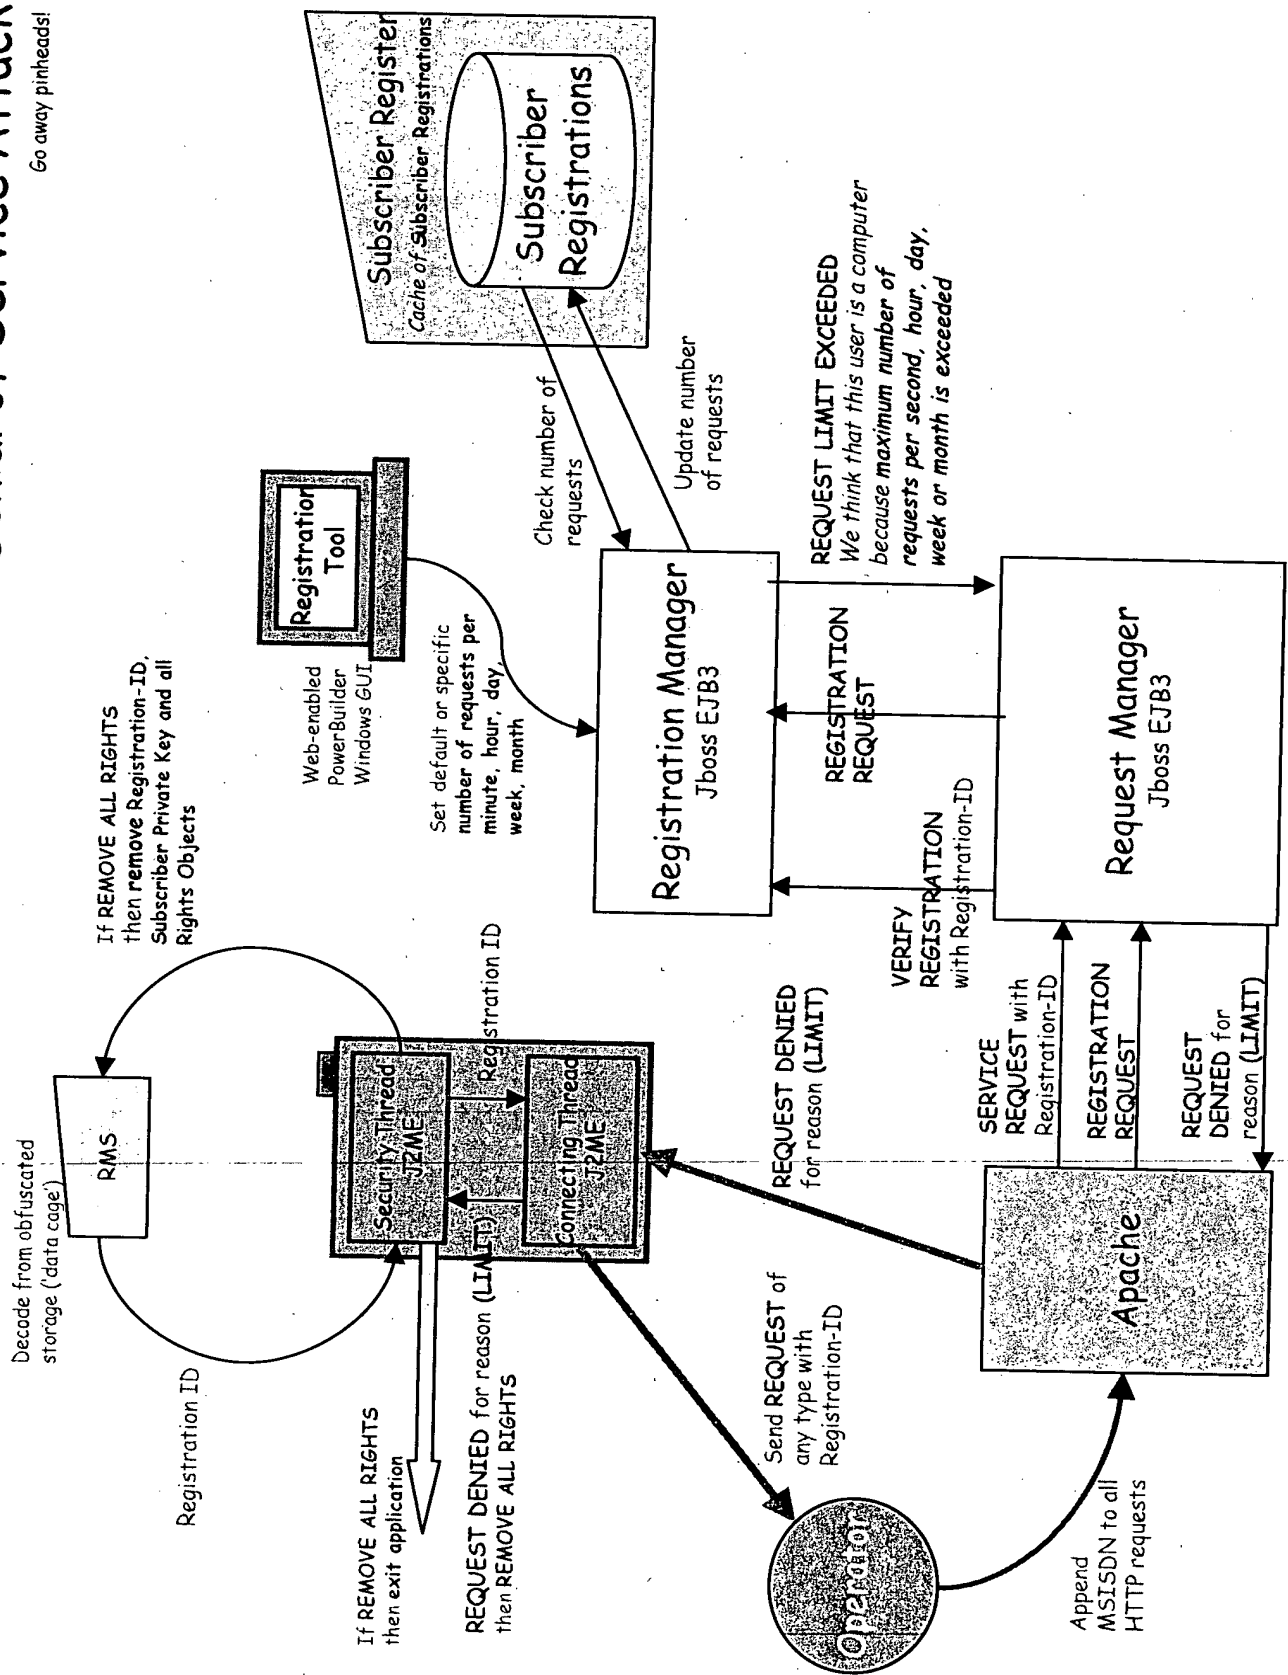 Go away pinheads!
Decode from obfuscated
storage ('data cage')
RMS
Registration ID
If REMOVE ALL RIGHTS
then remove Registration-ID,
Subscriber Private Key and all
Rights Objects
Registration
Tool
Web-enabled
PowerBuilder
Windows GUI
Subscriber Register
Cache of Subscriber Registrations
Subscriber
Registrations
Set default or specific
number of requests per
minute, hour, day,
week, month
Check number of
requests
Update number
of requests
If REMOVE ALL RIGHTS
then exit application
Security Thread
J2ME
Registration ID
REQUEST DENIED for reason (LIMIT)
then REMOVE ALL RIGHTS
Connecting Thread
J2ME
Registration Manager
Jboss EJB3
REQUEST LIMIT EXCEEDED
We think that this user is a computer
because maximum number of
requests per second, hour, day,
week or month is exceeded
REGISTRATION
REQUEST
VERIFY
REGISTRATION
with Registration-ID
REQUEST DENIED
for reason (LIMIT)
Send REQUEST of
any type with
Registration-ID
Operator
Append
MSISDN to all
HTTP requests
Apache
SERVICE
REQUEST with
Registration-ID
REGISTRATION
REQUEST
REQUEST
DENIED for
reason (LIMIT)
Request Manager
Jboss EJB3